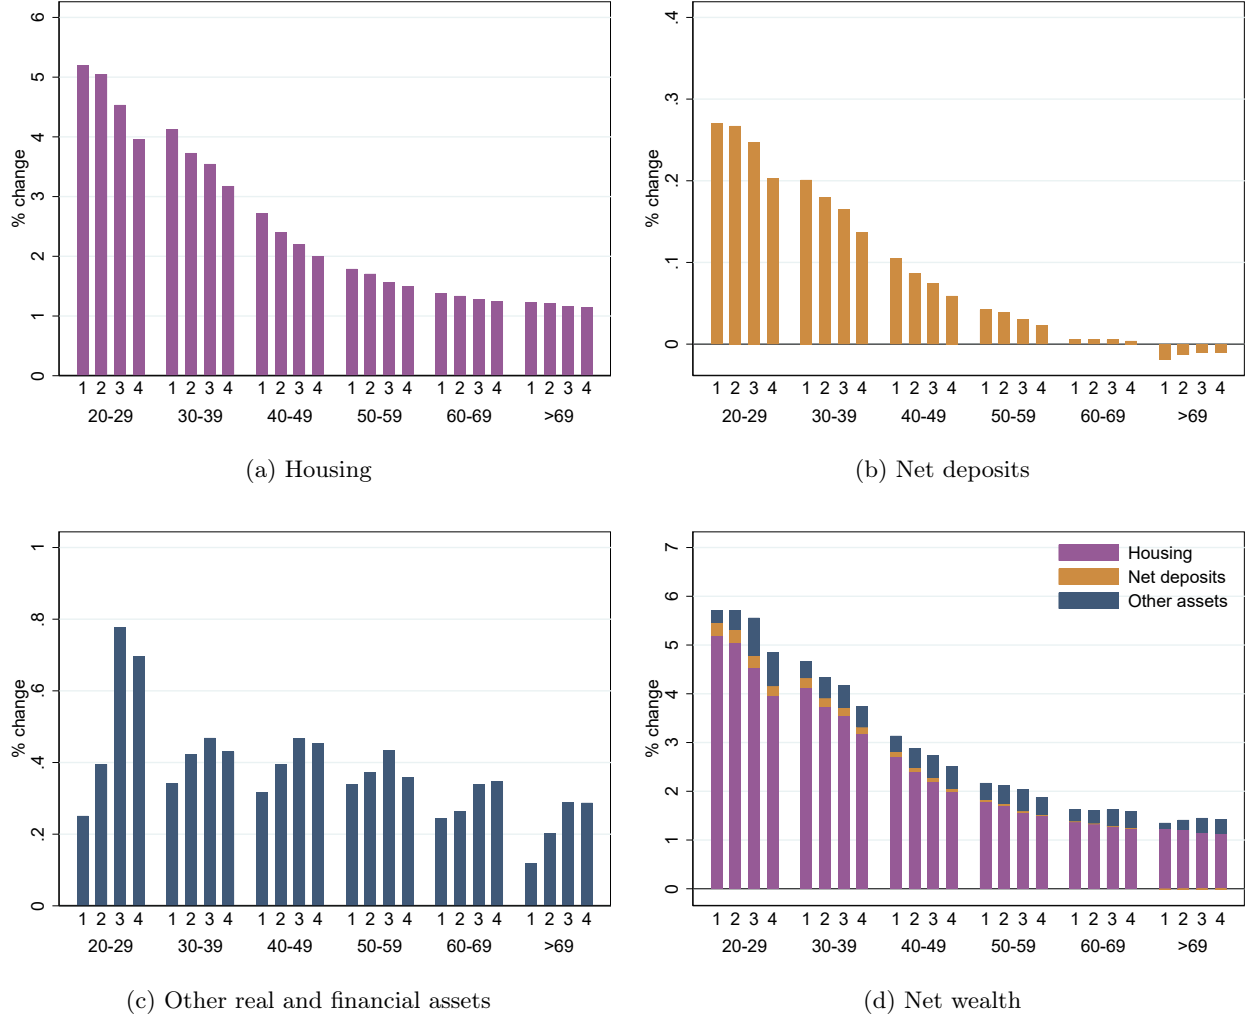 % change
6
5
4
3
2
1
0
1 2 3 4 1 2 3 4 1 2 3 4 1 2 3 4 1 2 3 4 1 2 3 4
20-29 30-39 40-49 50-59 60-69 >69
(a) Housing
% change
.4
.3
.2
.1
0
1 2 3 4 1 2 3 4 1 2 3 4 1 2 3 4 1 2 3 4 1 2 3 4
20-29 30-39 40-49 50-59 60-69 >69
(b) Net deposits
% change
1
.8
.6
.4
.2
0
1 2 3 4 1 2 3 4 1 2 3 4 1 2 3 4 1 2 3 4 1 2 3 4
20-29 30-39 40-49 50-59 60-69 >69
(c) Other real and financial assets
% change
7
6
5
4
3
2
1
0
Housing
Net deposits
Other assets
1 2 3 4 1 2 3 4 1 2 3 4 1 2 3 4 1 2 3 4 1 2 3 4
20-29 30-39 40-49 50-59 60-69 >69
(d) Net wealth